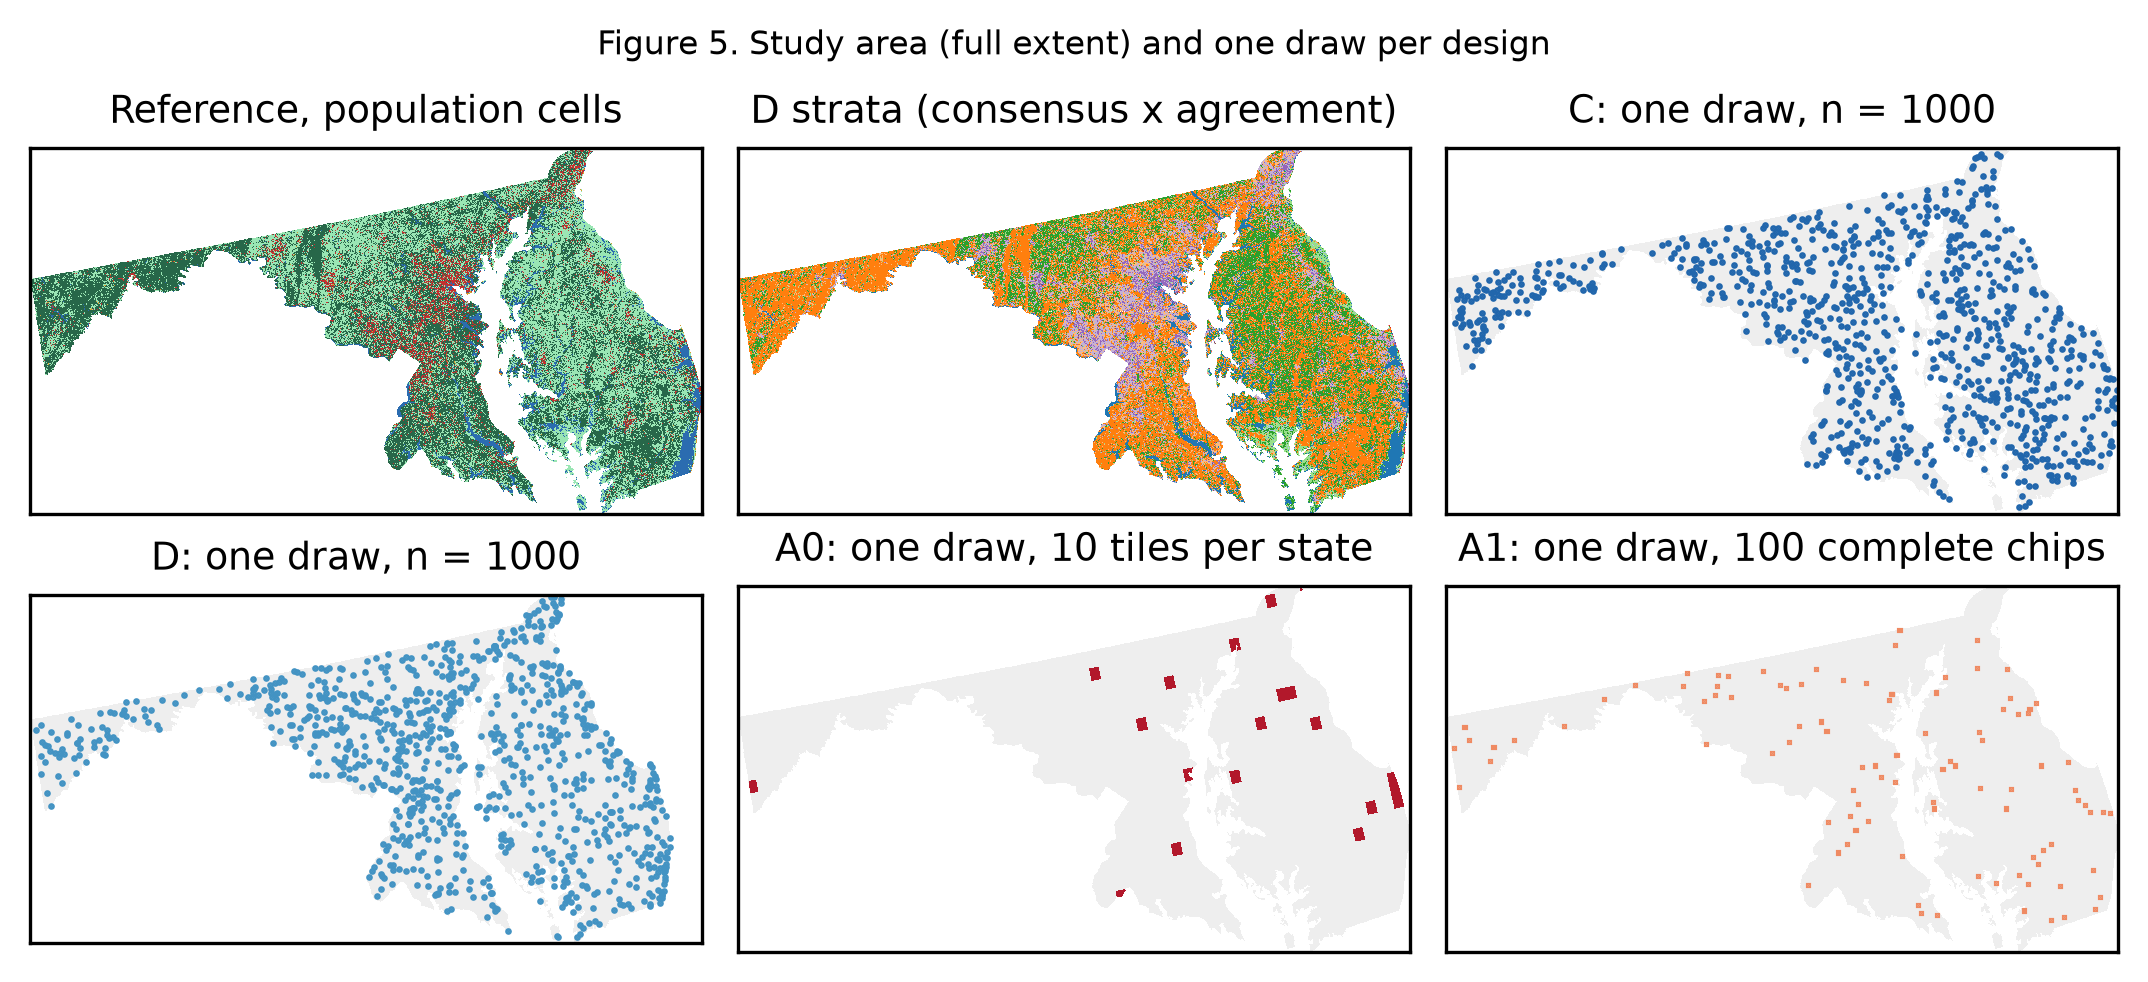 Figure 5. Study area (full extent) and one draw per design
Reference, population cells
D strata (consensus x agreement)
C: one draw, n = 1000
D: one draw, n = 1000
A0: one draw, 10 tiles per state
A1: one draw, 100 complete chips